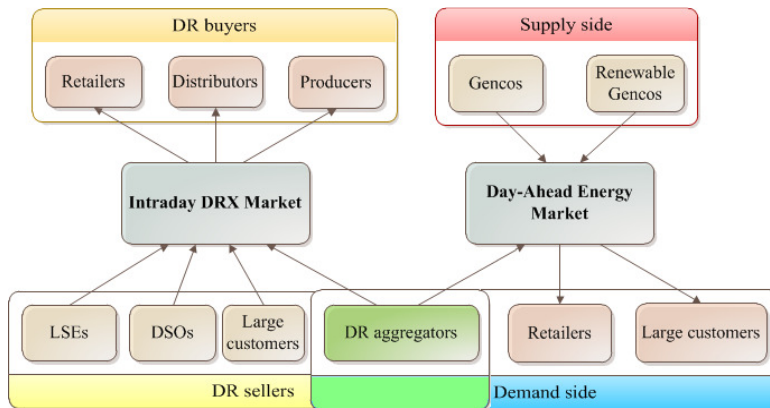 DR buyers
Retailers
Distributors
Producers
Supply side
Gencos
Renewable
Gencos
Intraday DRX Market
Day-Ahead Energy
Market
LSEs
DSOs
Large
customers
DR aggregators
Retailers
Large customers
DR sellers
Demand side